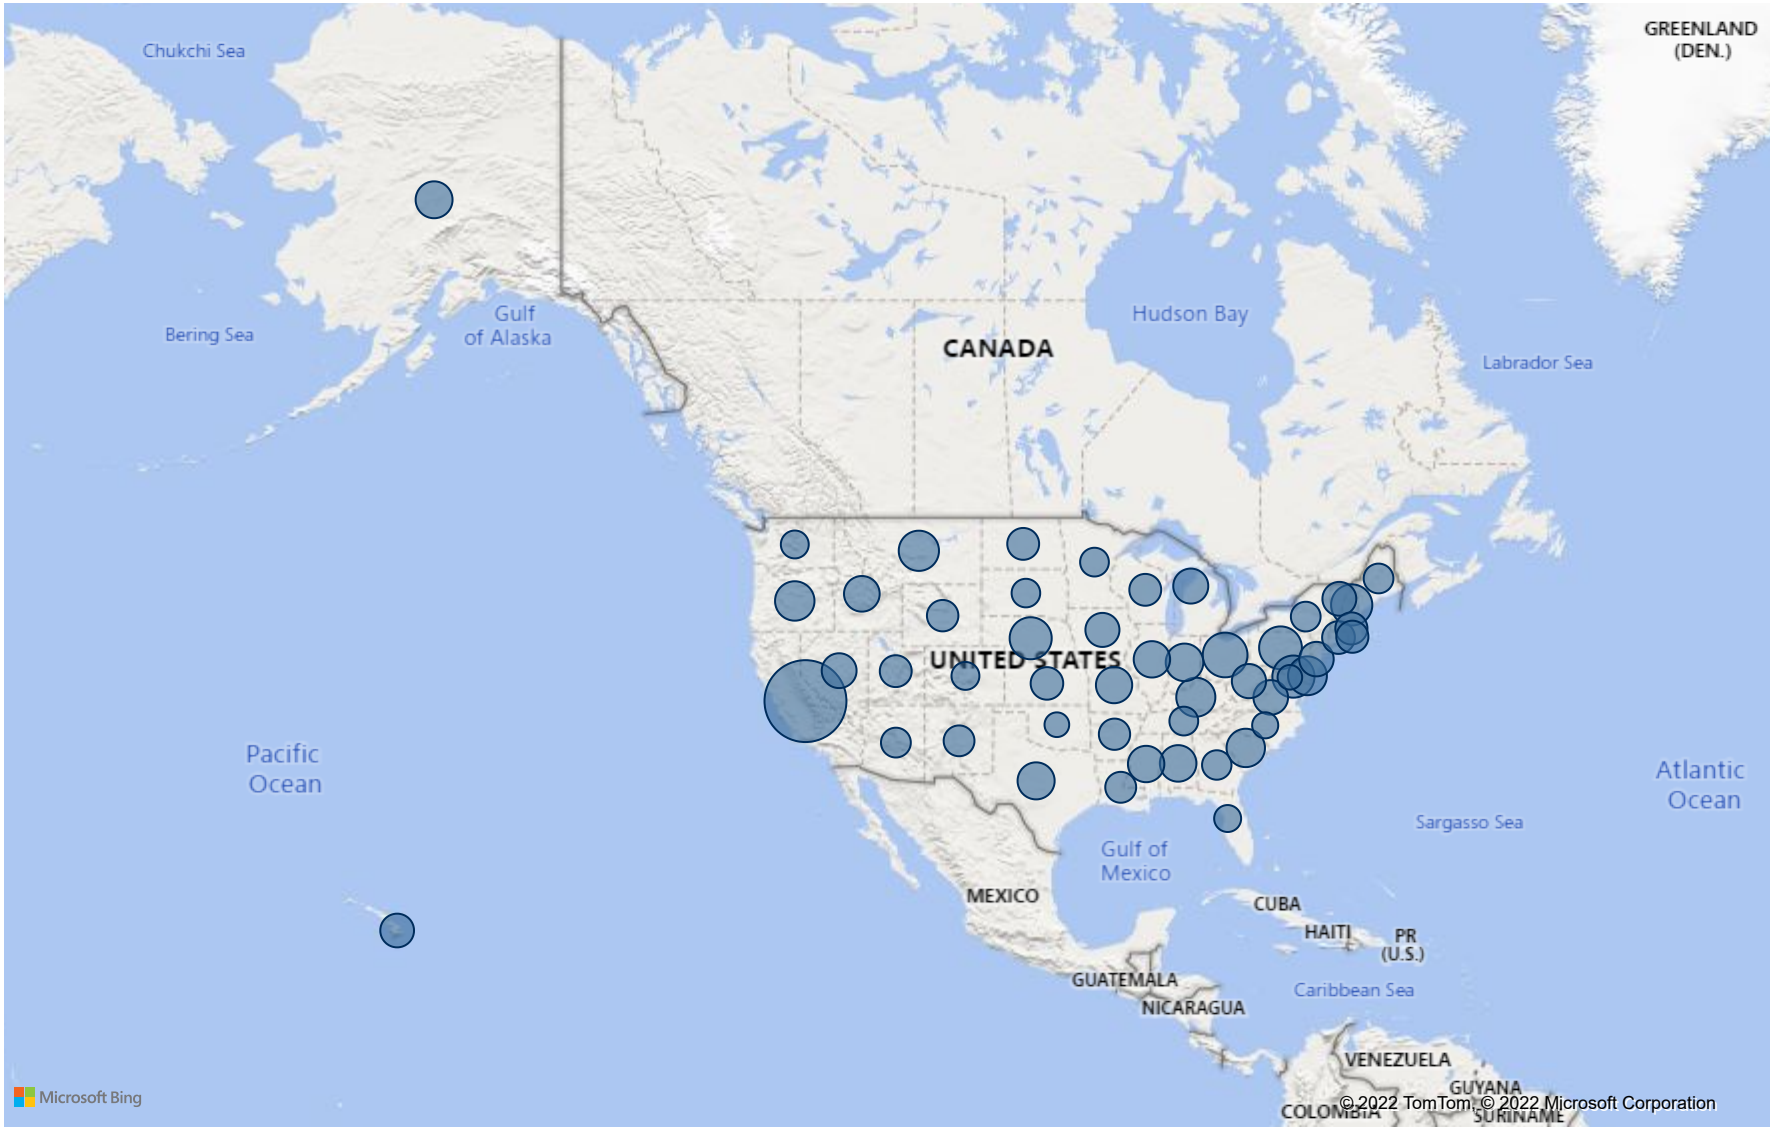 GREENLAND
(DEN.)
Chukchi Sea
Hudson Bay
Gulf
of Alaska
Bering Sea
CANADA
Labrador Sea
UNITED STATES
Pacific
Ocean
Atlantic
Ocean
Sargasso Sea
Gulf of
Mexico
MEXICO
CUBA
HAITI
PR
(U.S.)
GUATEMALA
Caribbean Sea
NICARAGUA
VENEZUELA
GUYANA
Microsoft Bing
© 2022 TomTom, © 2022 Microsoft Corporation
COLOMBIA
SURINAME